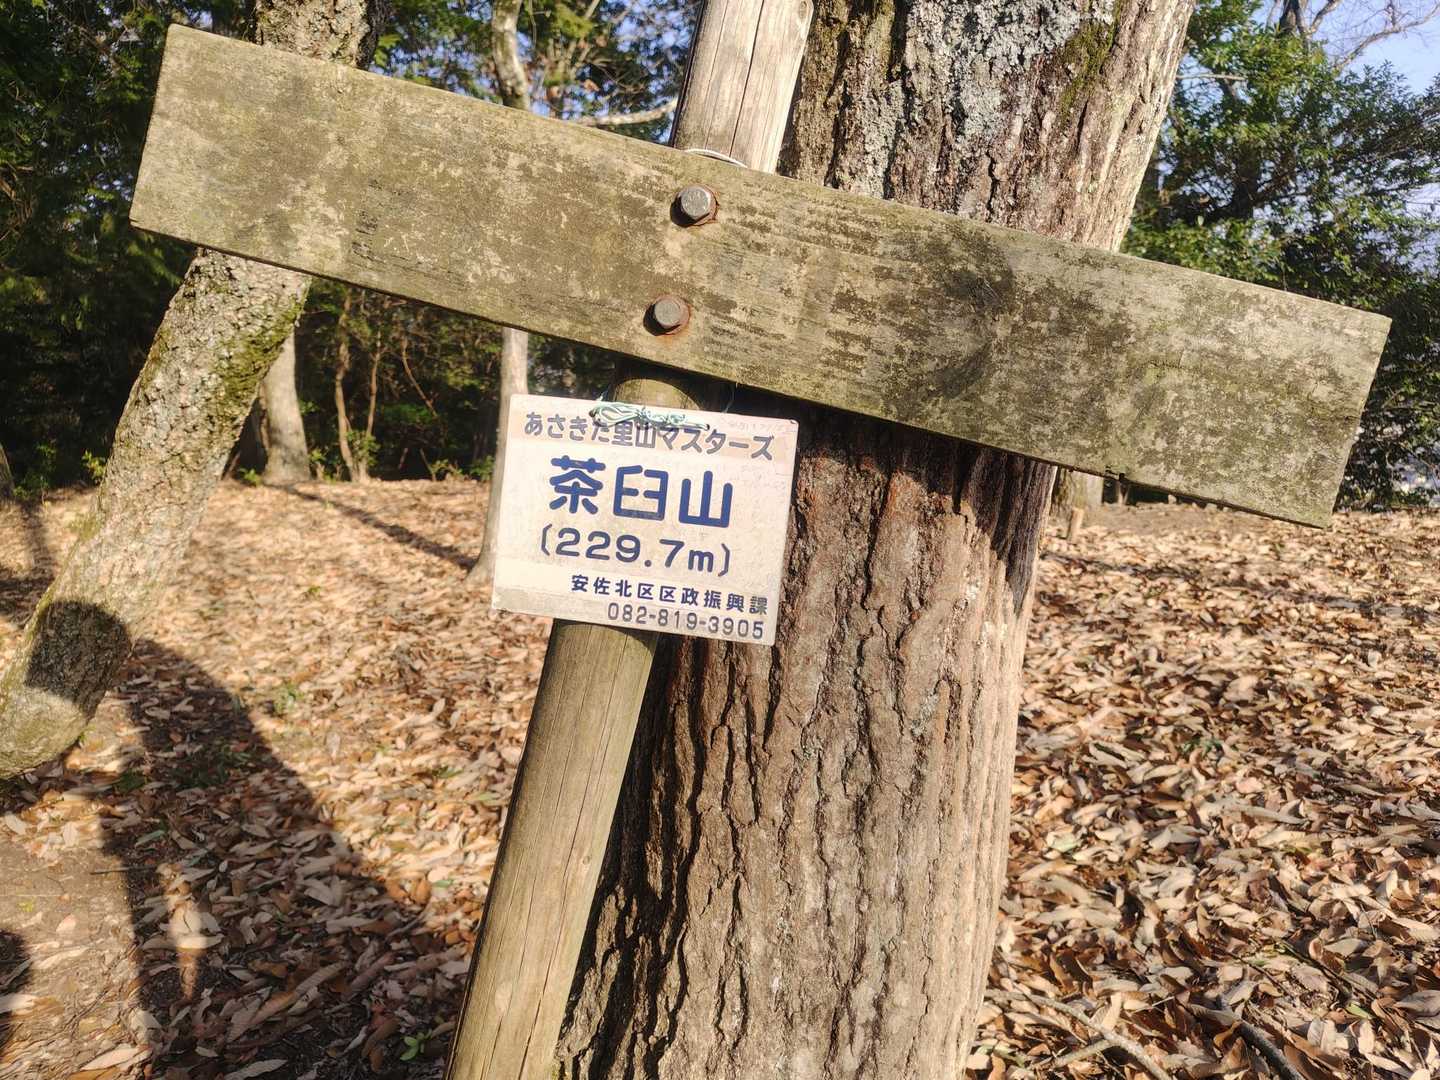 あさきた里山マスターズ
茶臼山
(229.7m)
安佐北区区政振興課
082-819-3905